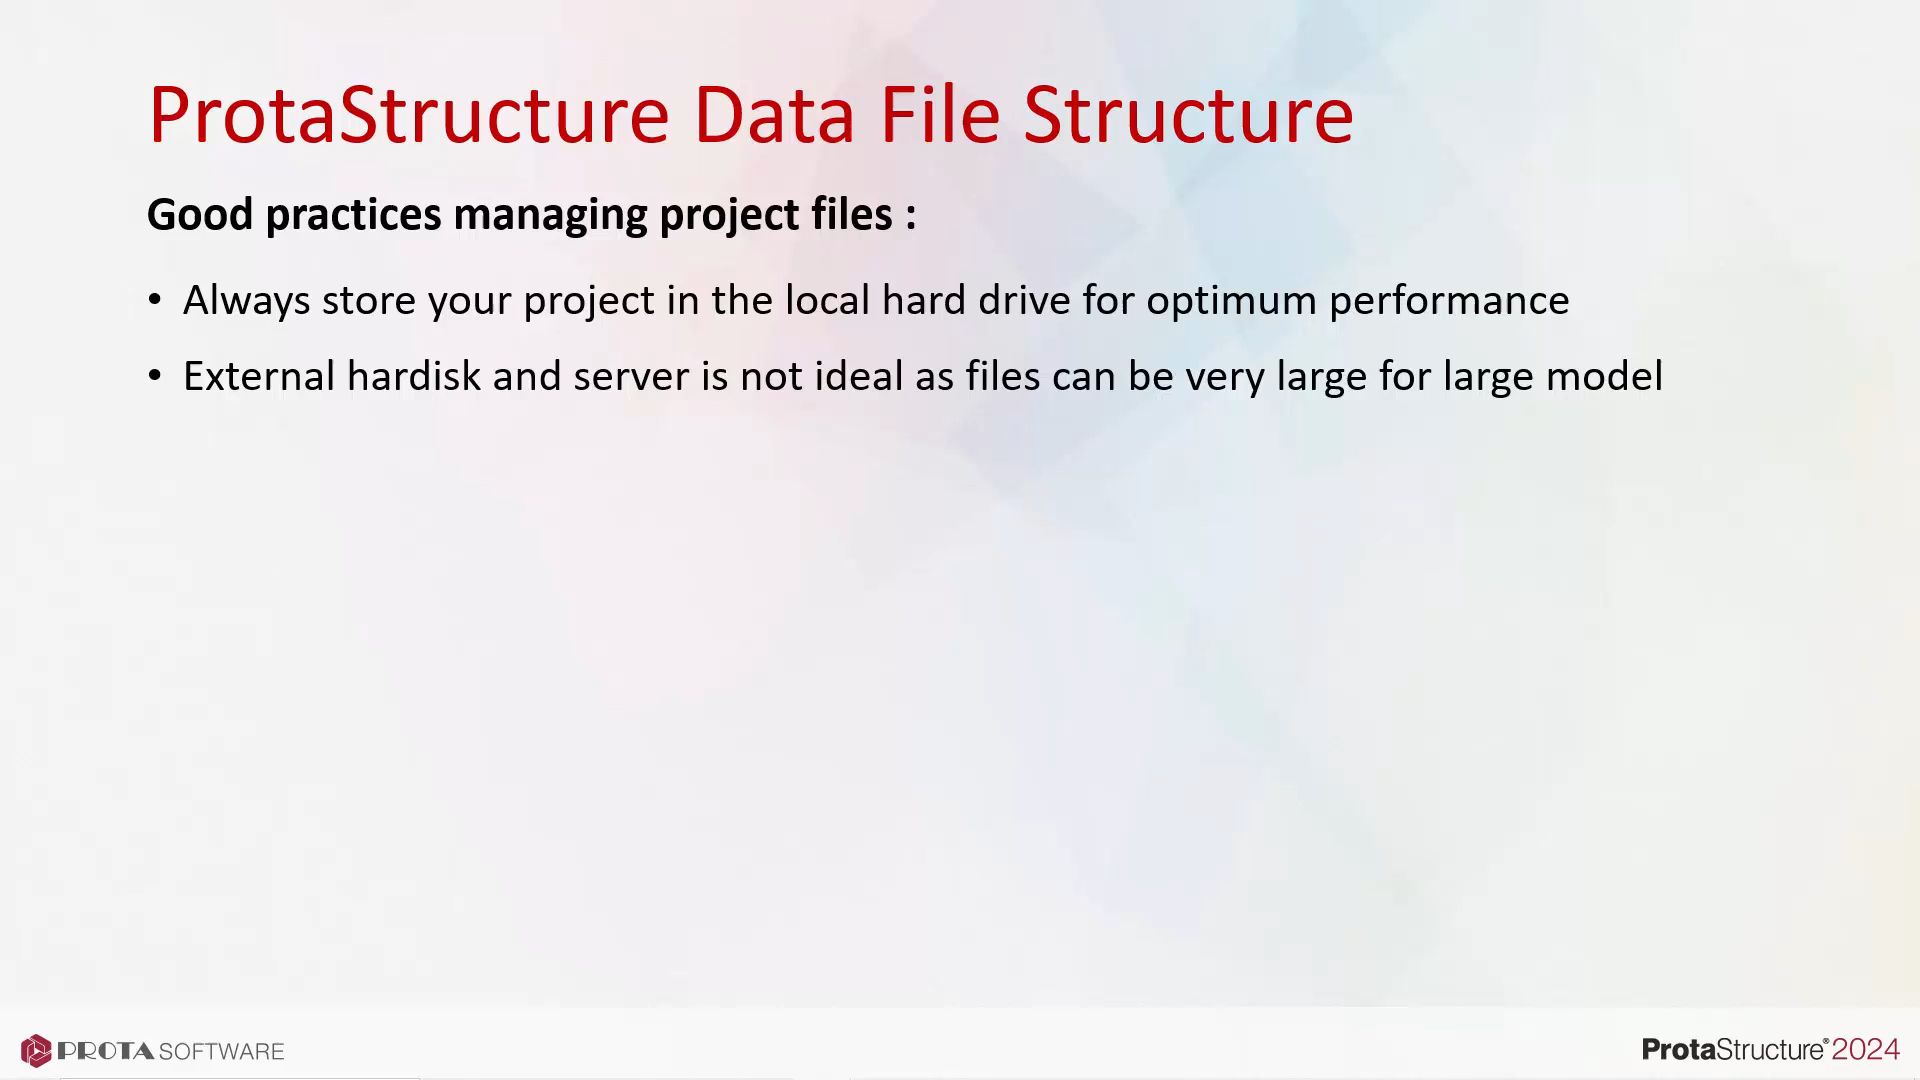 ProtaStructure Data File Structure
Good practices managing project files :
• Always store your project in the local hard drive for optimum performance
• External hardisk and server is not ideal as files can be very large for large model
PROTA SOFTWARE
ProtaStructure® 2024